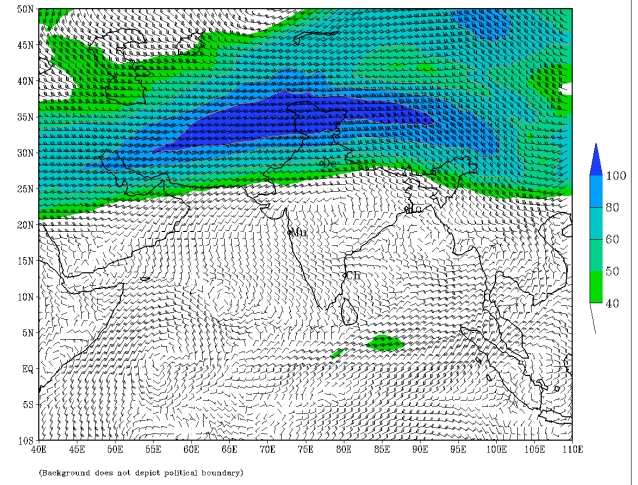 50N
45N
40N
35N
30N
25N
20N
15N
10N
5N
EQ
5S
10S
40E 45E 50E 55E 60E 65E 70E 75E 80E 85E 90E 95E 100E 105E 110E
De
Mu
Ch
100
80
60
50
40
(Background does not depict political boundary)